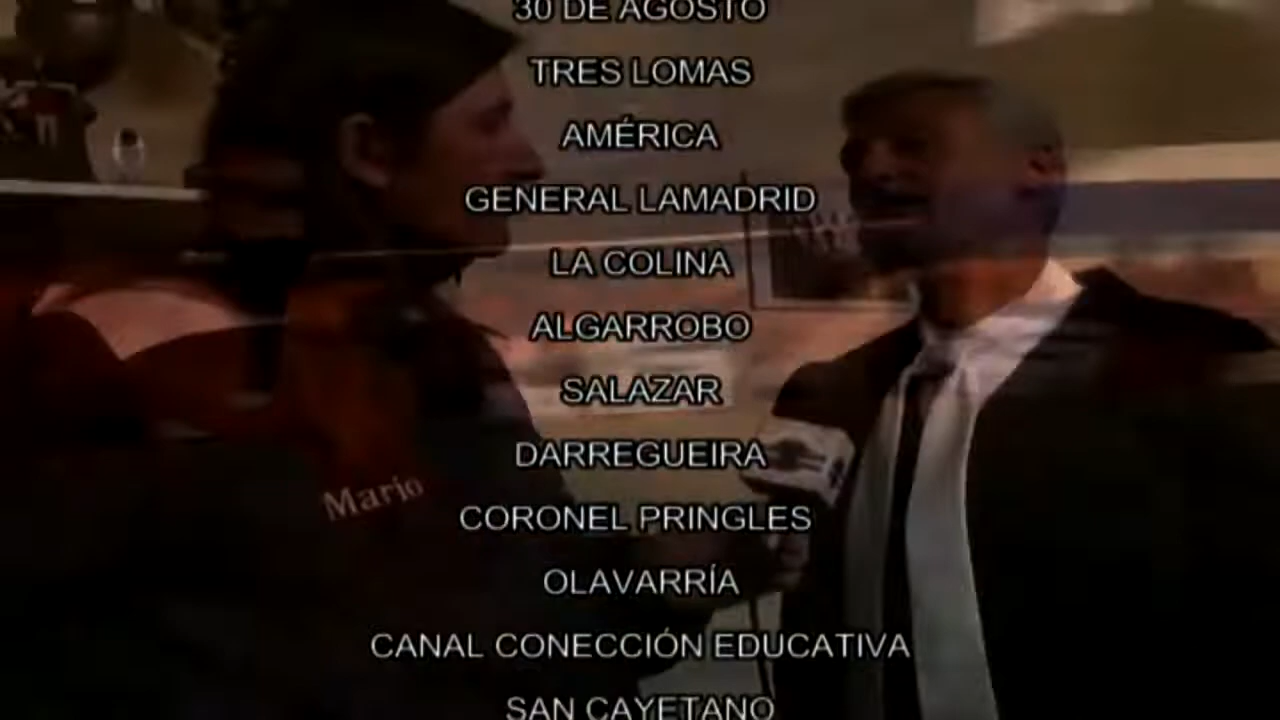 30 DE AGOSTO
TRES LOMAS
AMÉRICA
GENERAL LAMADRID
LA COLINA
ALGARROBO
SALAZAR
DARREGUEIRA
Mario
CORONEL PRINGLES
OLAVARRÍA
CANAL CONECCIÓN EDUCATIVA
SAN CAYETANO